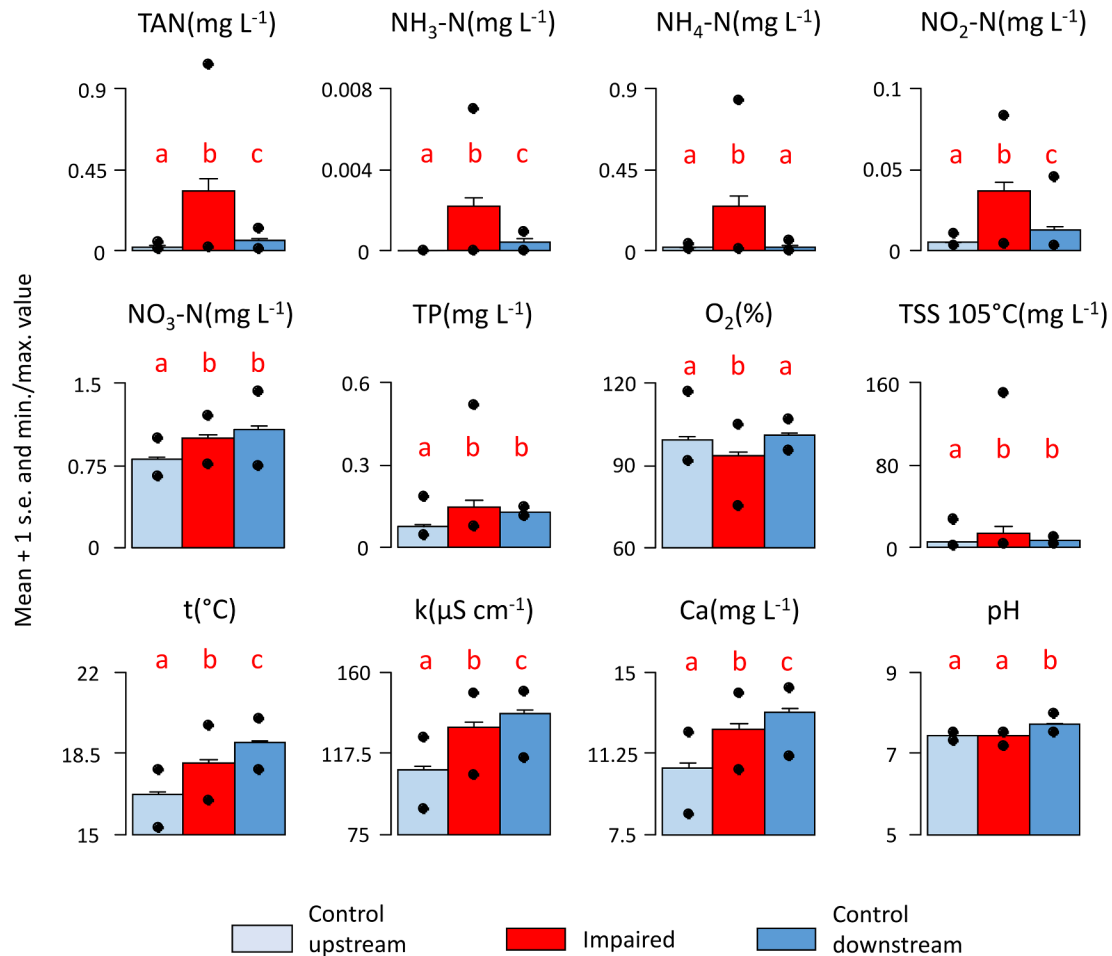 TAN(mg L⁻¹) NH₃-N(mg L⁻¹) NH₄-N(mg L⁻¹) NO₂-N(mg L⁻¹)
0.9 0.008 0.9 0.1
a b c a b c a b a a b c
0.45 0.004 0.45 0.05
0 0 0 0
Mean + 1 s.e. and min./max. value
NO₃-N(mg L⁻¹) TP(mg L⁻¹) O₂(%) TSS 105°C(mg L⁻¹)
a b b a b a
1.5 0.6 120 160
a b b a b b
0.75 0.3 90 80
0 0 60 0
t(°C) k(µS cm⁻¹) Ca(mg L⁻¹) pH
a b c a b c a b c a a b
22 160 15 9
18.5 117.5 11.25 7
15 75 7.5 5
Control
upstream
Impaired
Control
downstream